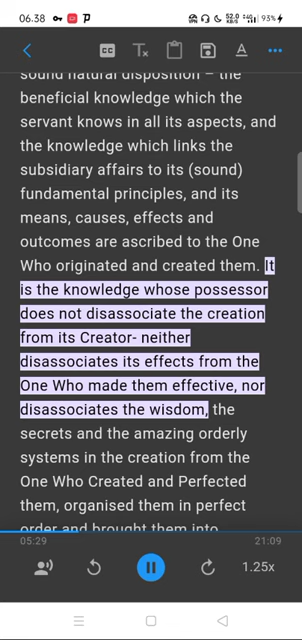 06.38
52.0 KB/S
93%
CC
sound natural disposition – the
beneficial knowledge which the
servant knows in all its aspects, and
the knowledge which links the
subsidiary affairs to its (sound)
fundamental principles, and its
means, causes, effects and
outcomes are ascribed to the One
Who originated and created them. It
is the knowledge whose possessor
does not disassociate the creation
from its Creator- neither
disassociates its effects from the
One Who made them effective, nor
disassociates the wisdom, the
secrets and the amazing orderly
systems in the creation from the
One Who Created and Perfected
them, organised them in perfect
order and brought them into
05:29
21:09
1.25x